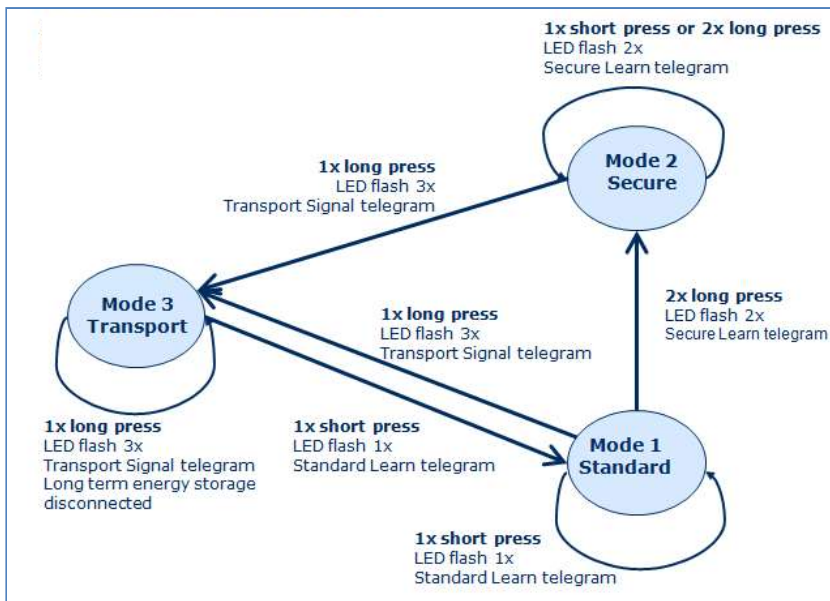 1x short press or 2x long press
LED flash 2x
Secure Learn telegram
Mode 2
Secure
1x long press
LED flash 3x
Transport Signal telegram
Mode 3
Transport
1x long press
LED flash 3x
Transport Signal telegram
2x long press
LED flash 2x
Secure Learn telegram
1x long press
LED flash 3x
Transport Signal telegram
Long term energy storage
disconnected
1x short press
LED flash 1x
Standard Learn telegram
Mode 1
Standard
1x short press
LED flash 1x
Standard Learn telegram